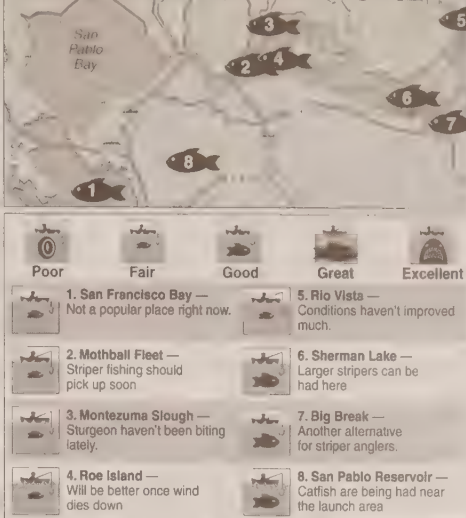 San
Pablo
Bay
3
5
2
4
6
7
8
1
Poor
Fair
Good
Great
Excellent
1. San Francisco Bay —
Not a popular place right now.
2. Mothball Fleet —
Striper fishing should
pick up soon
3. Montezuma Slough —
Sturgeon haven't been biting
lately.
4. Roe Island —
Will be better once wind
dies down
5. Rio Vista —
Conditions haven't improved
much.
6. Sherman Lake —
Larger stripers can be
had here
7. Big Break —
Another alternative
for striper anglers.
8. San Pablo Reservoir —
Catfish are being had near
the launch area